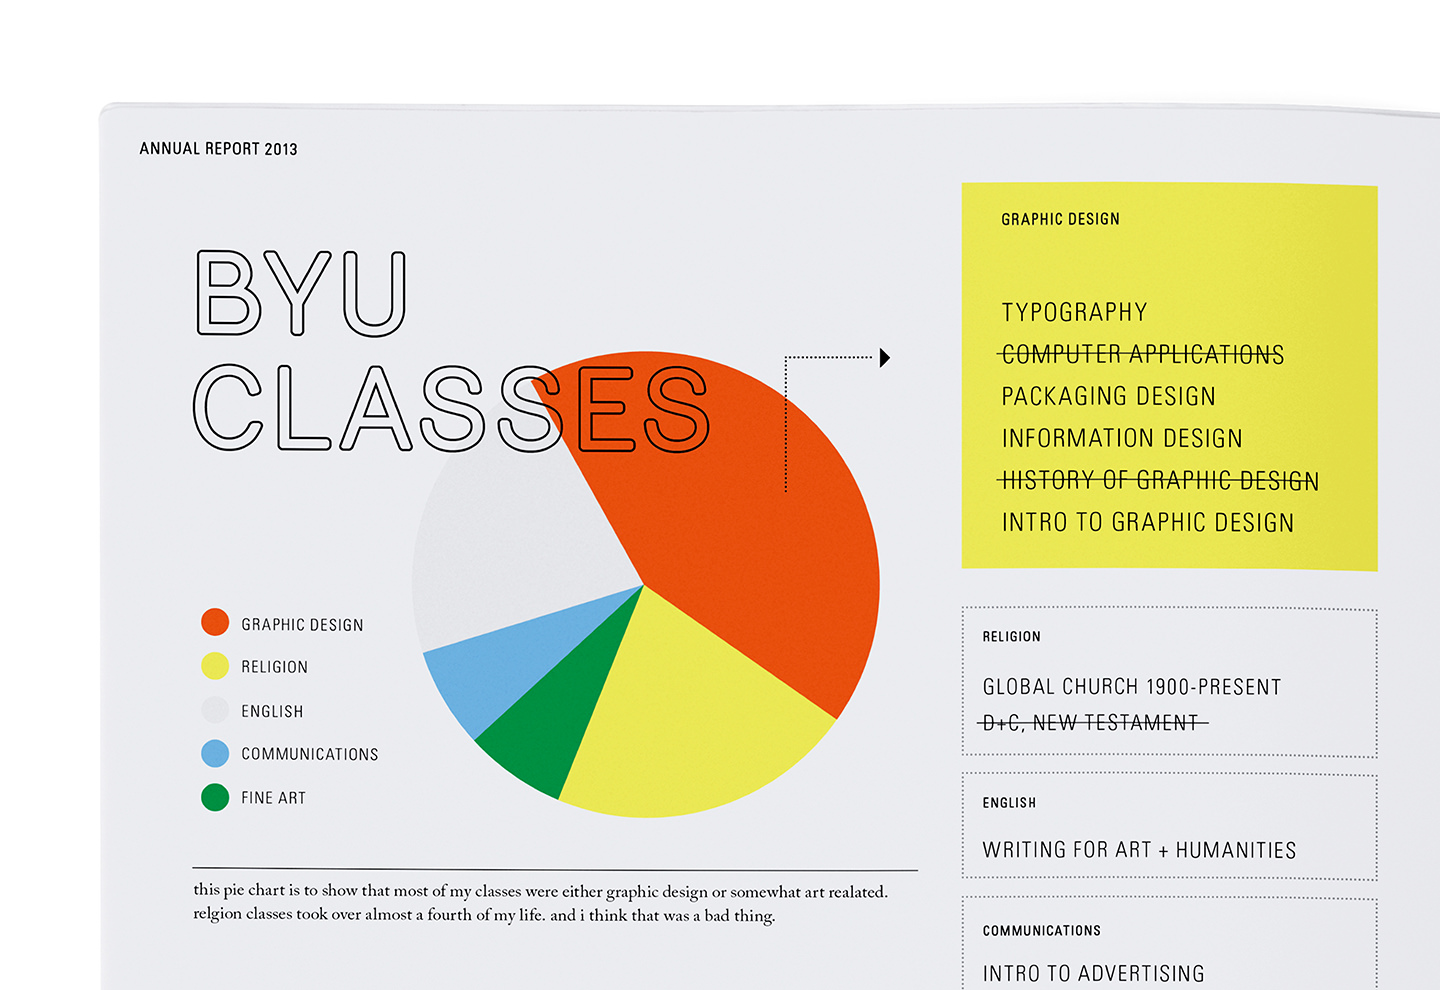 ANNUAL REPORT 2013
BYU
CLASSES
GRAPHIC DESIGN
RELIGION
ENGLISH
COMMUNICATIONS
FINE ART
this pie chart is to show that most of my classes were either graphic design or somewhat art realated.
relgion classes took over almost a fourth of my life. and i think that was a bad thing.
GRAPHIC DESIGN
TYPOGRAPHY
COMPUTER APPLICATIONS
PACKAGING DESIGN
INFORMATION DESIGN
HISTORY OF GRAPHIC DESIGN
INTRO TO GRAPHIC DESIGN
RELIGION
GLOBAL CHURCH 1900-PRESENT
D+C, NEW TESTAMENT
ENGLISH
WRITING FOR ART + HUMANITIES
COMMUNICATIONS
INTRO TO ADVERTISING